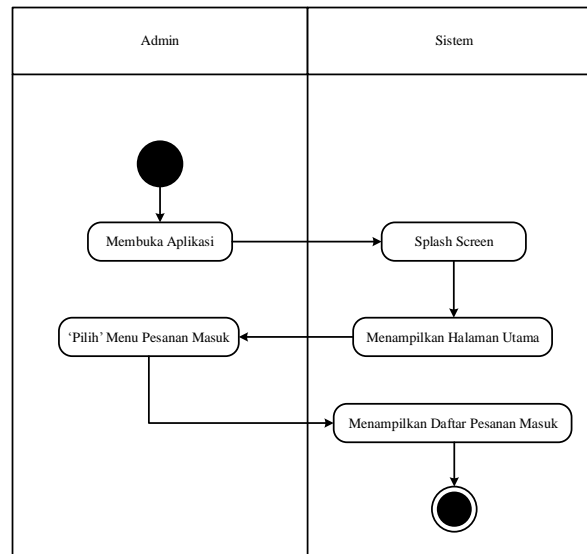 Admin
Sistem
Membuka Aplikasi
Splash Screen
‘Pilih’ Menu Pesanan Masuk
Menampilkan Halaman Utama
Menampilkan Daftar Pesanan Masuk